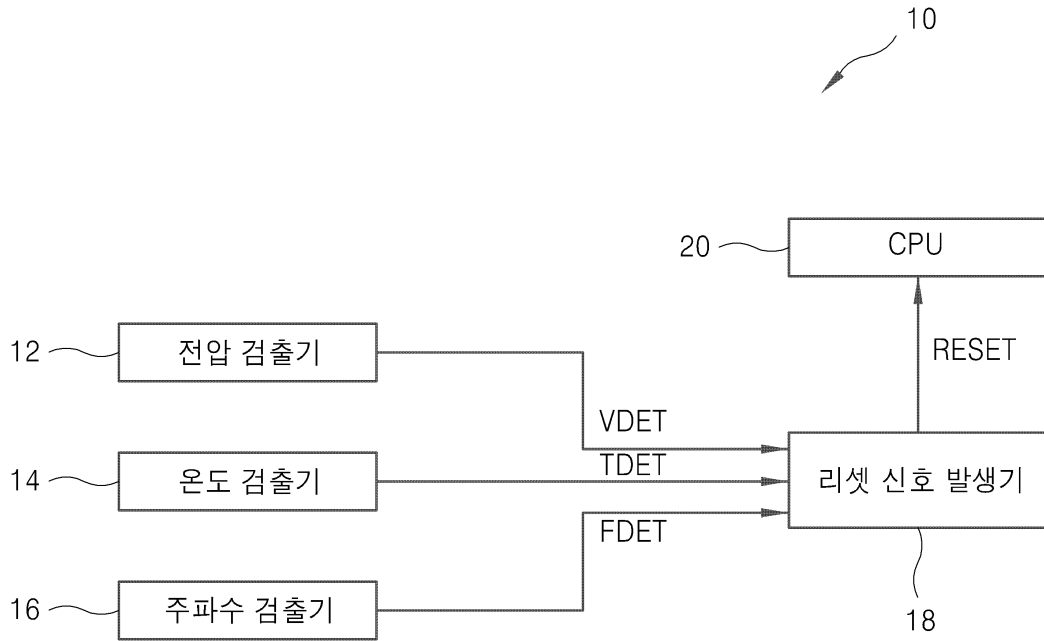 10
20
CPU
12
전압 검출기
RESET
VDET
14
온도 검출기
TDET
리셋 신호 발생기
FDET
16
주파수 검출기
18